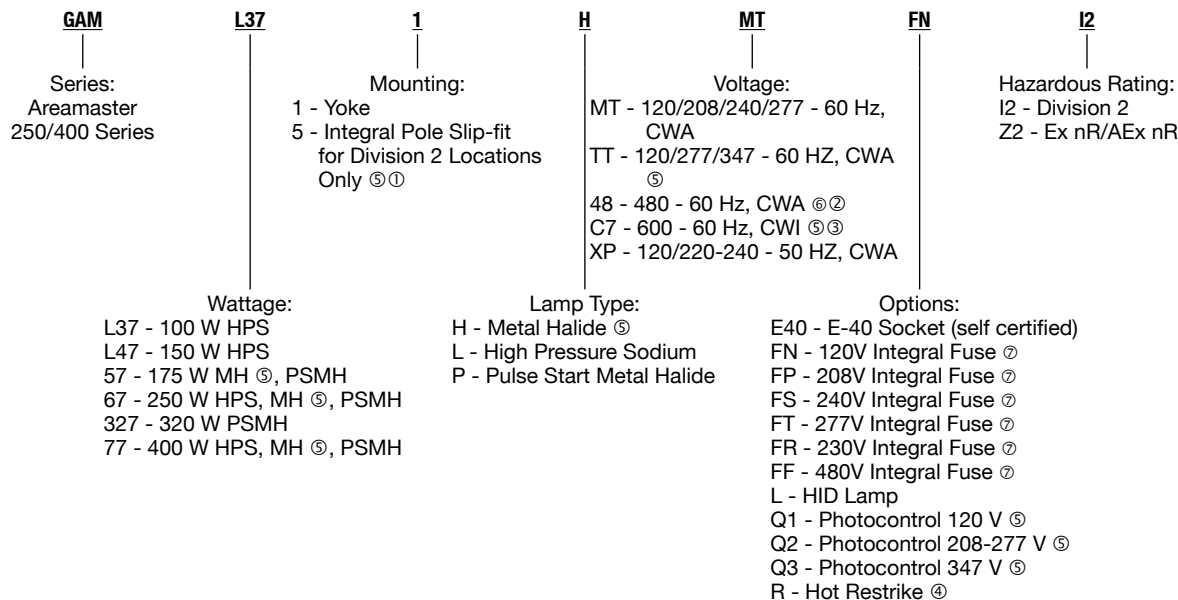 GAM L37 1 H MT FN I2
Series:
Areamaster
250/400 Series
Mounting:
1 - Yoke
5 - Integral Pole Slip-fit
for Division 2 Locations
Only ⑤①
Voltage:
MT - 120/208/240/277 - 60 Hz,
CWA
TT - 120/277/347 - 60 HZ, CWA
⑤
48 - 480 - 60 Hz, CWA ⑥②
C7 - 600 - 60 Hz, CWI ⑤③
XP - 120/220-240 - 50 HZ, CWA
Hazardous Rating:
I2 - Division 2
Z2 - Ex nR/AEx nR
Wattage:
L37 - 100 W HPS
L47 - 150 W HPS
57 - 175 W MH ⑤, PSMH
67 - 250 W HPS, MH ⑤, PSMH
327 - 320 W PSMH
77 - 400 W HPS, MH ⑤, PSMH
Lamp Type:
H - Metal Halide ⑤
L - High Pressure Sodium
P - Pulse Start Metal Halide
Options:
E40 - E-40 Socket (self certified)
FN - 120V Integral Fuse ⑦
FP - 208V Integral Fuse ⑦
FS - 240V Integral Fuse ⑦
FT - 277V Integral Fuse ⑦
FR - 230V Integral Fuse ⑦
FF - 480V Integral Fuse ⑦
L - HID Lamp
Q1 - Photocontrol 120 V ⑤
Q2 - Photocontrol 208-277 V ⑤
Q3 - Photocontrol 347 V ⑤
R - Hot Restrike ④